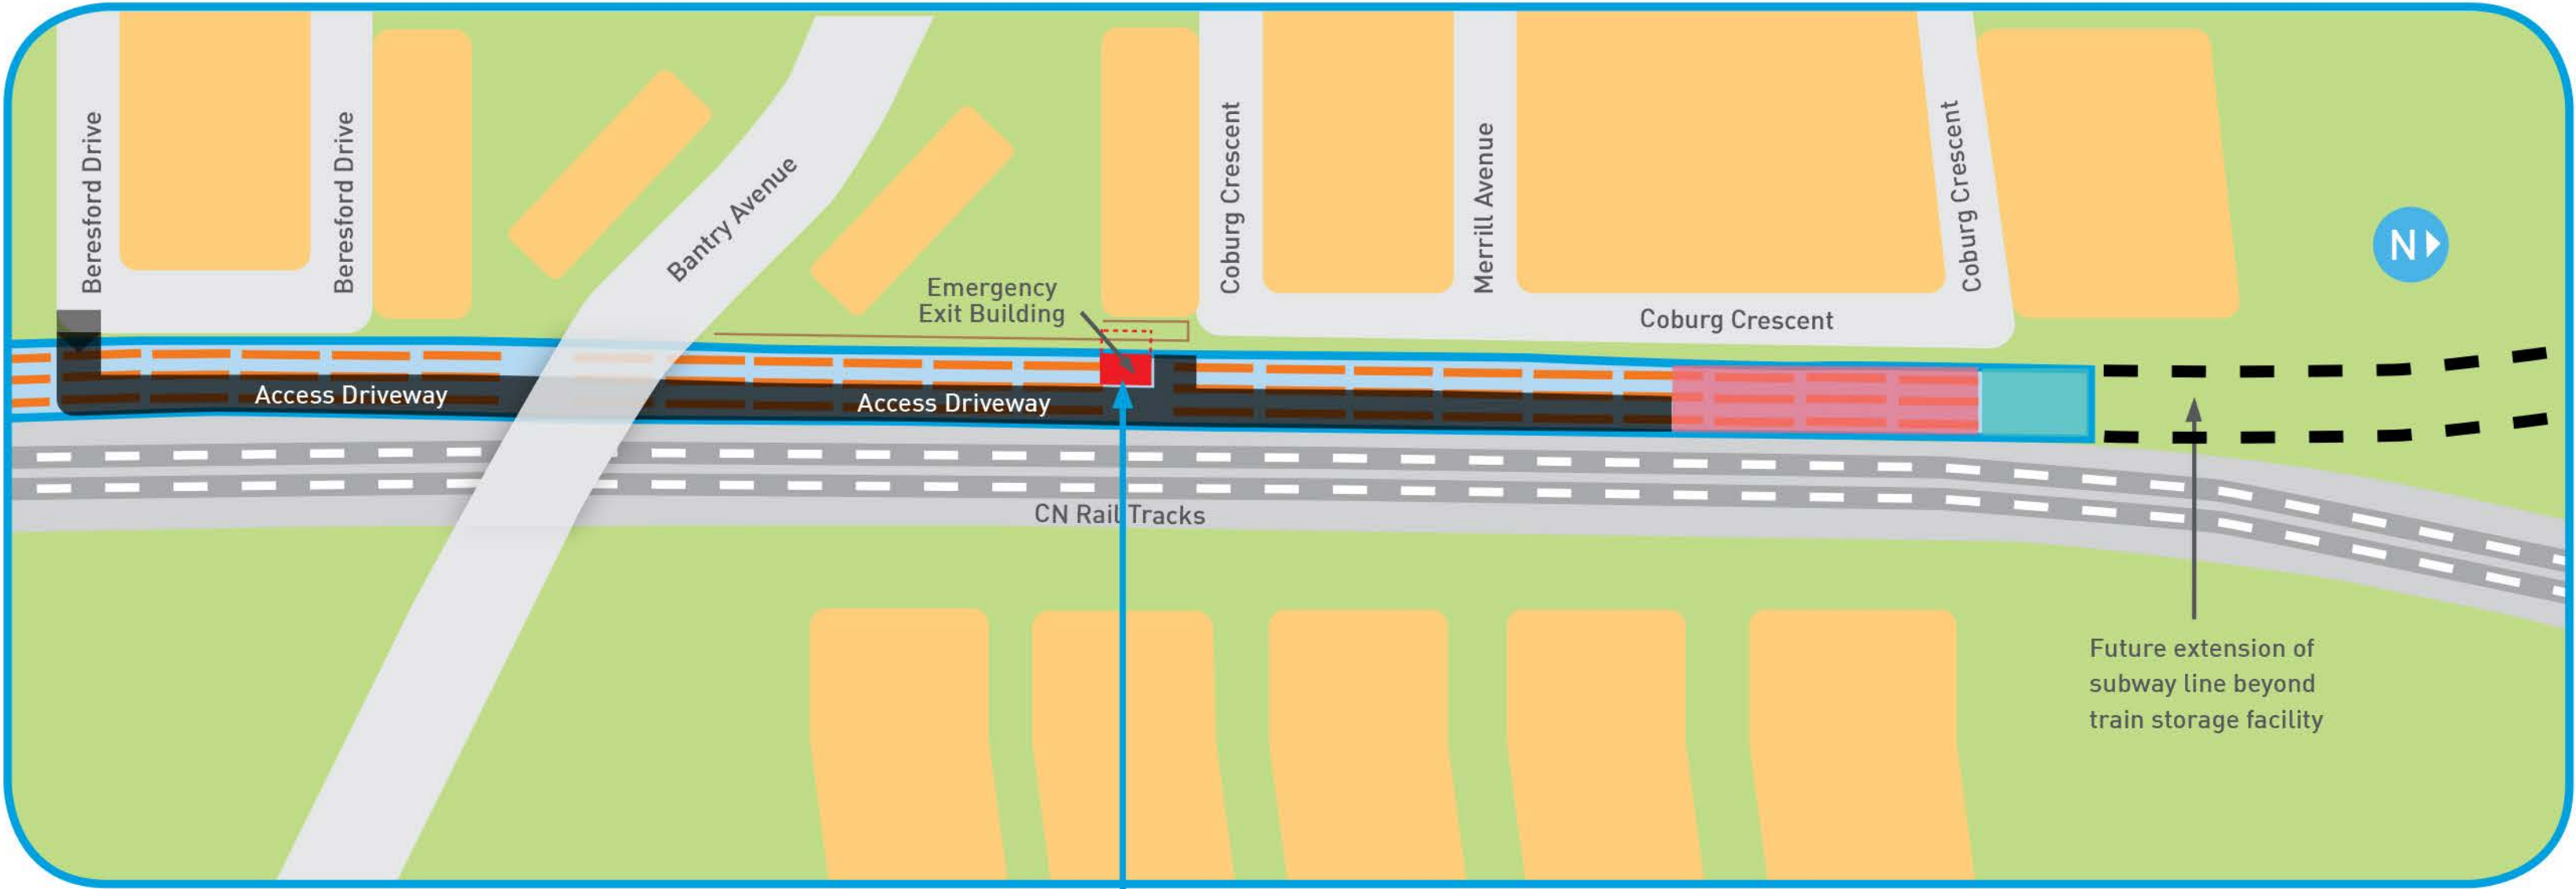 Beresford Drive
Beresford Drive
Bantry Avenue
Emergency
Exit Building
Coburg Crescent
Merrill Avenue
Coburg Crescent
Coburg Crescent
N
Access Driveway
Access Driveway
CN Rail Tracks
Future extension of
subway line beyond
train storage facility